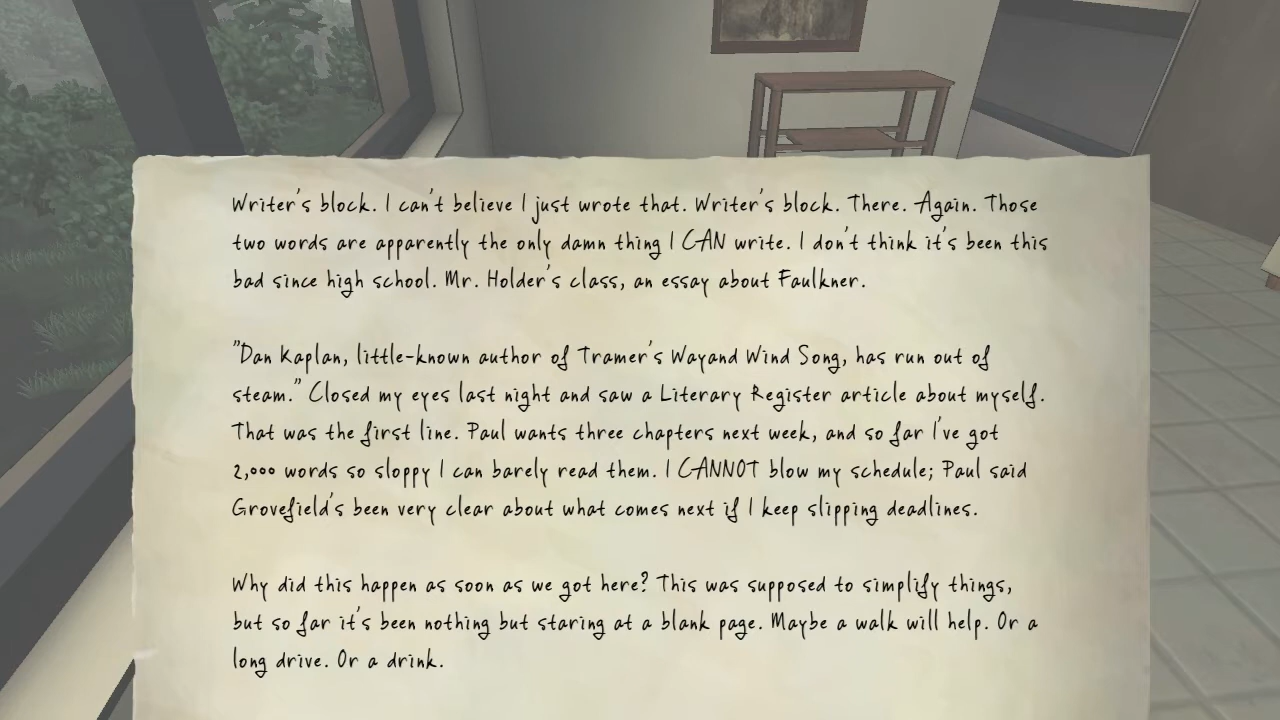 Writer's block. I can't believe I just wrote that. Writer's block. There. Again. Those
two words are apparently the only damn thing I CAN write. I don't think it's been this
bad since high school. Mr. Holder's class, an essay about Faulkner.
"Dan Kaplan, little-known author of Tramer's Wayand Wind Song, has run out of
steam." Closed my eyes last night and saw a Literary Register article about myself.
That was the first line. Paul wants three chapters next week, and so far I've got
2,000 words so sloppy I can barely read them. I CANNOT blow my schedule; Paul said
Grovefield's been very clear about what comes next if I keep slipping deadlines.
Why did this happen as soon as we got here? This was supposed to simplify things,
but so far it's been nothing but staring at a blank page. Maybe a walk will help. Or a
long drive. Or a drink.